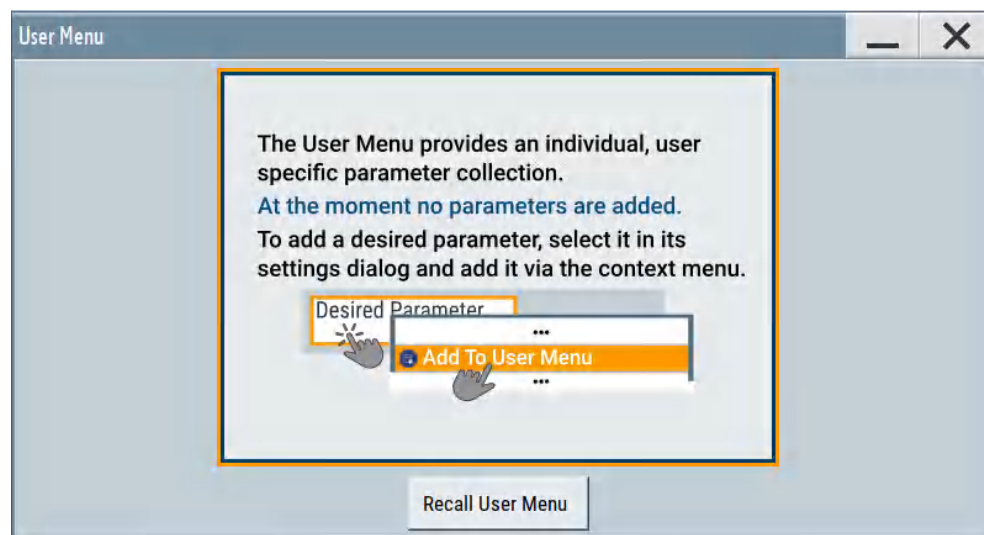 User Menu
The User Menu provides an individual, user
specific parameter collection.
At the moment no parameters are added.
To add a desired parameter, select it in its
settings dialog and add it via the context menu.
Desired Parameter
...
Add To User Menu
...
Recall User Menu